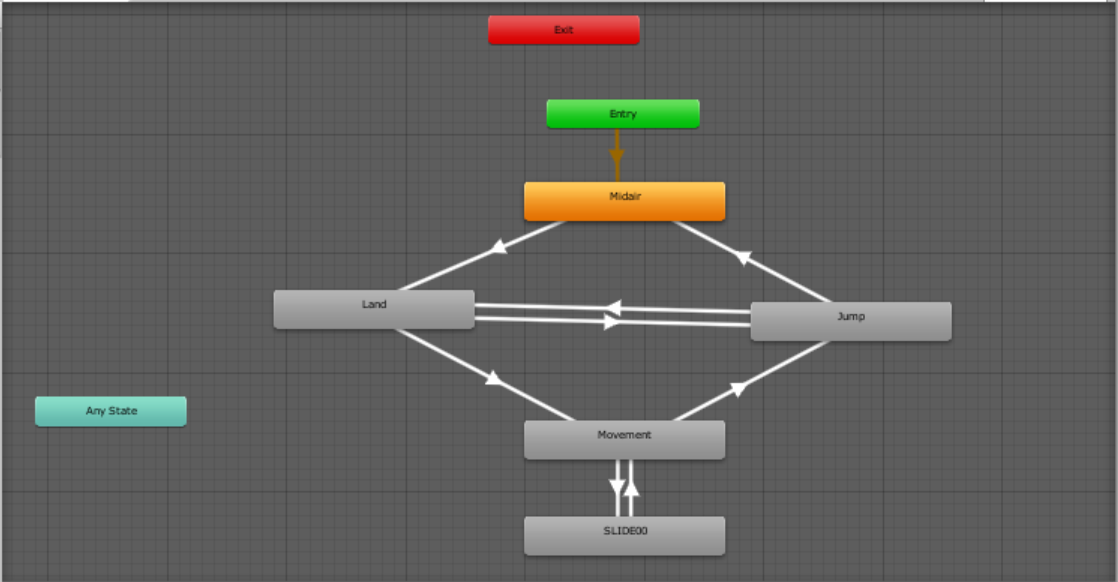 Exit
Entry
Midair
Land
Jump
Any State
Movement
SLIDE00